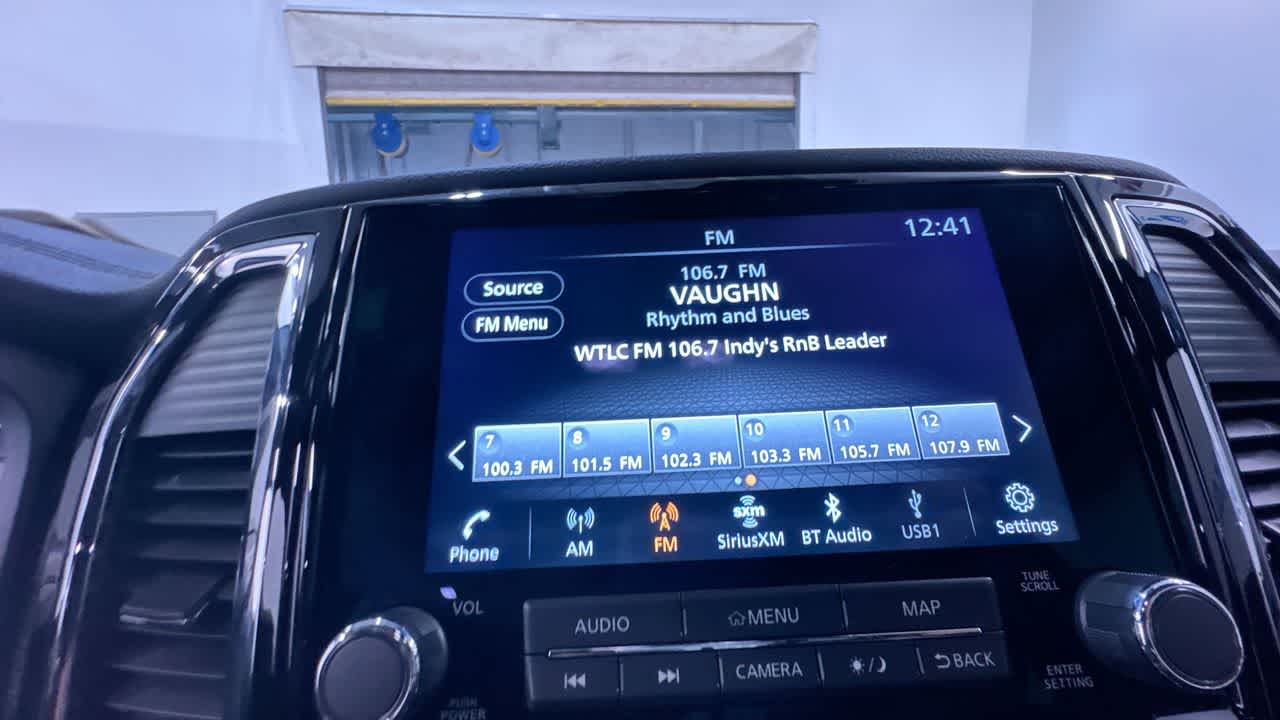 FM
12:41
Source
FM Menu
106.7 FM
VAUGHN
Rhythm and Blues
WTLC FM 106.7 Indy's RnB Leader
7
100.3 FM
8
101.5 FM
9
102.3 FM
10
103.3 FM
11
105.7 FM
12
107.9 FM
Phone
AM
FM
sxm
SiriusXM
BT Audio
USB1
Settings
VOL
AUDIO
MENU
MAP
TUNE
SCROLL
CAMERA
BACK
ENTER
SETTING
PUSH
POWER